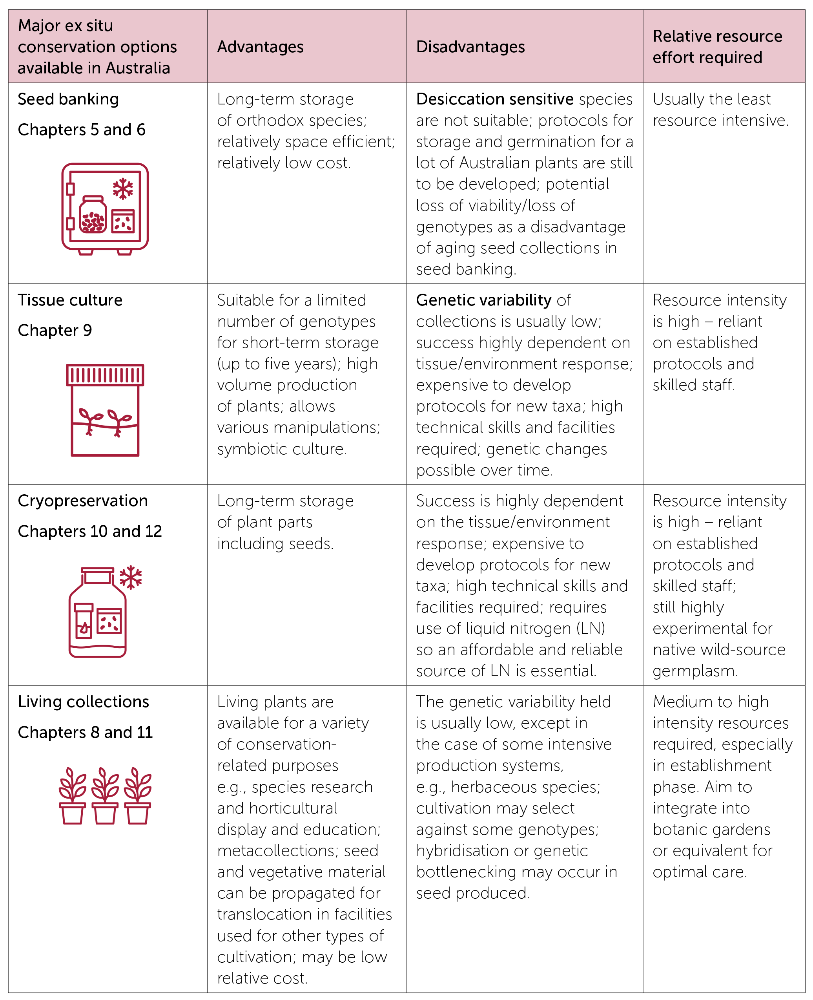 Major ex situ
conservation options
available in Australia
Advantages
Disadvantages
Relative resource
effort required
Seed banking
Chapters 5 and 6
Long-term storage
of orthodox species;
relatively space efficient;
relatively low cost.
Desiccation sensitive species
are not suitable; protocols for
storage and germination for a
lot of Australian plants are still
to be developed; potential
loss of viability/loss of
genotypes as a disadvantage
of aging seed collections in
seed banking.
Usually the least
resource intensive.
Tissue culture
Chapter 9
Suitable for a limited
number of genotypes
for short-term storage
(up to five years); high
volume production
of plants; allows
various manipulations;
symbiotic culture.
Genetic variability of
collections is usually low;
success highly dependent on
tissue/environment response;
expensive to develop
protocols for new taxa; high
technical skills and facilities
required; genetic changes
possible over time.
Resource intensity
is high – reliant
on established
protocols and
skilled staff.
Cryopreservation
Chapters 10 and 12
Long-term storage
of plant parts
including seeds.
Success is highly dependent
on the tissue/environment
response; expensive to
develop protocols for new
taxa; high technical skills and
facilities required; requires
use of liquid nitrogen (LN)
so an affordable and reliable
source of LN is essential.
Resource intensity
is high – reliant
on established
protocols and
skilled staff;
still highly
experimental for
native wild-source
germplasm.
Living collections
Chapters 8 and 11
Living plants are
available for a variety
of conservation-
related purposes
e.g., species research
and horticultural
display and education;
metacollections; seed
and vegetative material
can be propagated for
translocation in facilities
used for other types of
cultivation; may be low
relative cost.
The genetic variability held
is usually low, except in
the case of some intensive
production systems,
e.g., herbaceous species;
cultivation may select
against some genotypes;
hybridisation or genetic
bottlenecking may occur in
seed produced.
Medium to high
intensity resources
required, especially
in establishment
phase. Aim to
integrate into
botanic gardens
or equivalent for
optimal care.